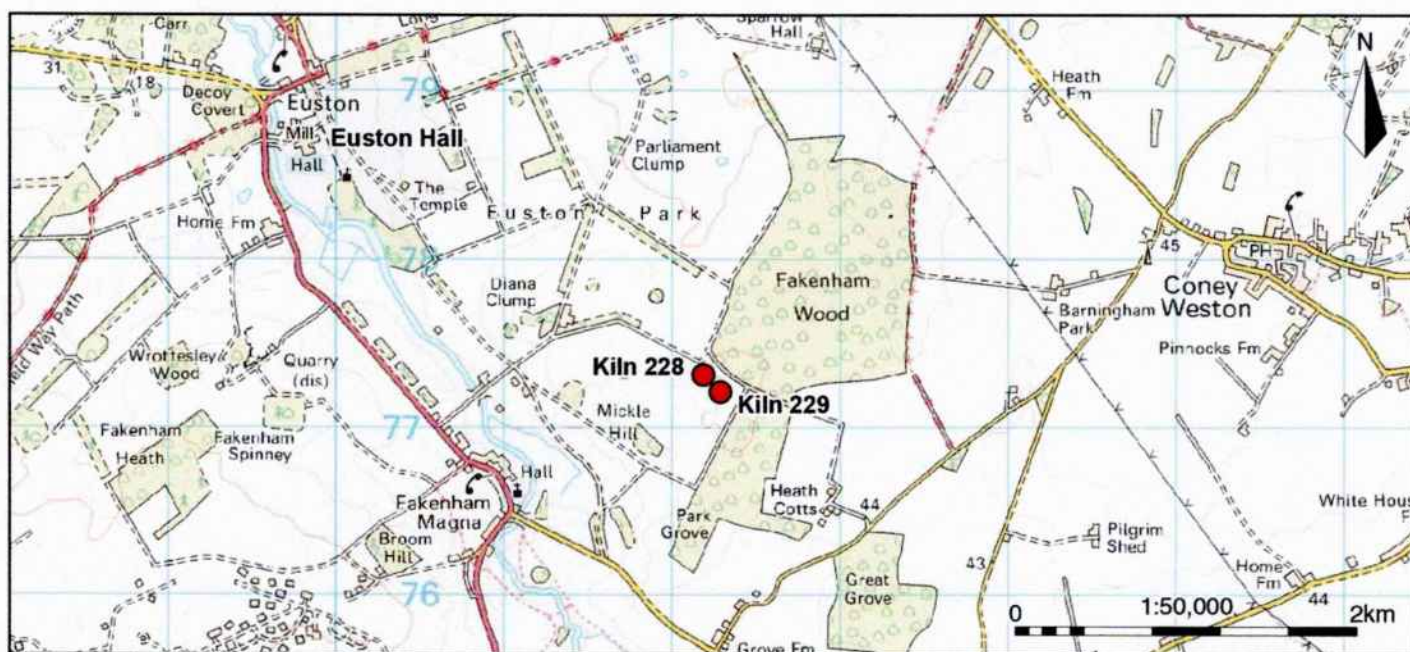 Carr
Long
Sparrow
Hall
N
31
18
79
Heath
Fm
Decoy
Covert
Euston
Mill
Euston Hall
Hall
Parliament
Clump
The
Temple
Home Fm
Euston Park
45
PH
78
Fakenham
Wood
Diana
Clump
Coney
Weston
Barningham
Park
Pinnocks Fm
field Way Path
Wrottesley
Wood
Quarry
(dis)
Kiln 228
Kiln 229
Mickle
Hill
77
Fakenham
Heath
Fakenham
Spinney
Hall
Fakenham
Magna
Heath
Cotts
44
White Hous
Park
Grove
Broom
Hill
43
Pilgrim
Shed
76
Great
Grove
Home
Fm
44
0
1:50,000
2km
Grove Fm